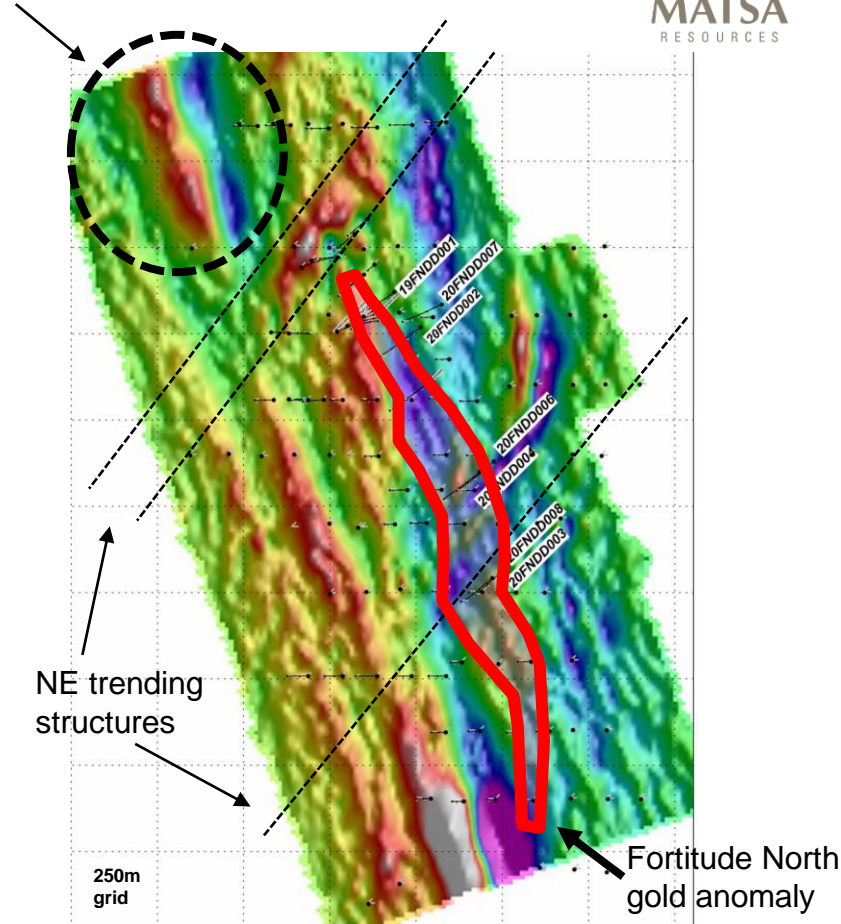 MATSA
RESOURCES
19FNDD001
20FNDD007
20FNDD002
20FNDD006
20FNDD004
20FNDD008
20FNDD003
NE trending
structures
250m
grid
Fortitude North
gold anomaly